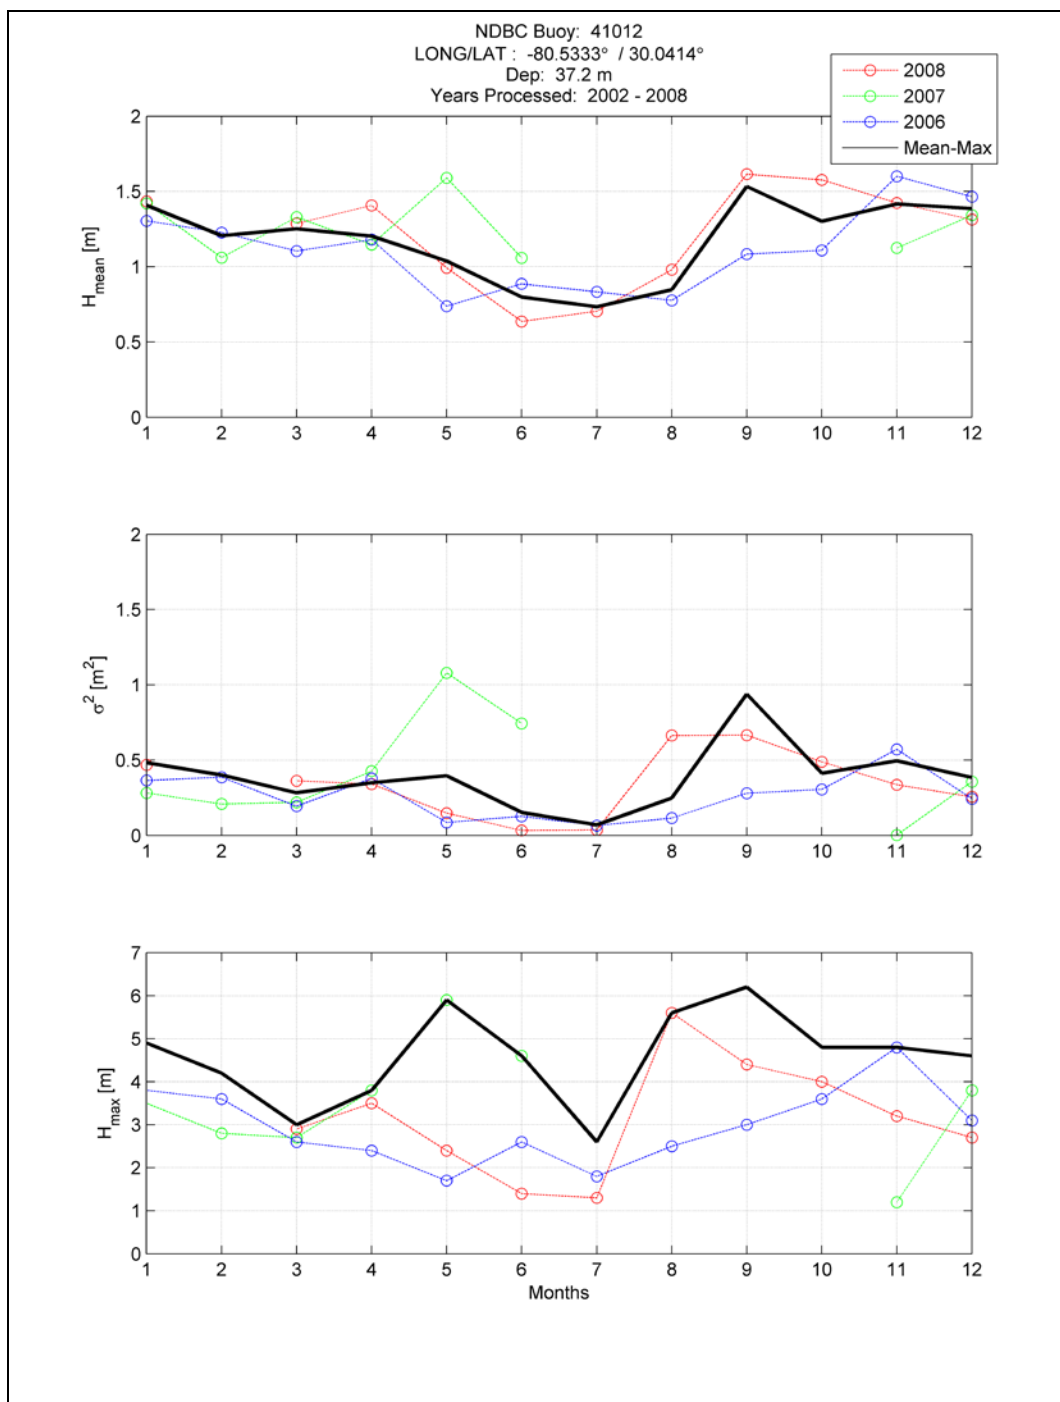 NDBC Buoy: 41012
LONG/LAT : -80.5333° / 30.0414°
Dep: 37.2 m
Years Processed: 2002 - 2008
2008
2007
2006
Mean-Max
2
1.5
1
0.5
0
H_mean [m]
1 2 3 4 5 6 7 8 9 10 11 12
2
1.5
1
0.5
0
σ² [m²]
1 2 3 4 5 6 7 8 9 10 11 12
7
6
5
4
3
2
1
0
H_max [m]
1 2 3 4 5 6 7 8 9 10 11 12
Months